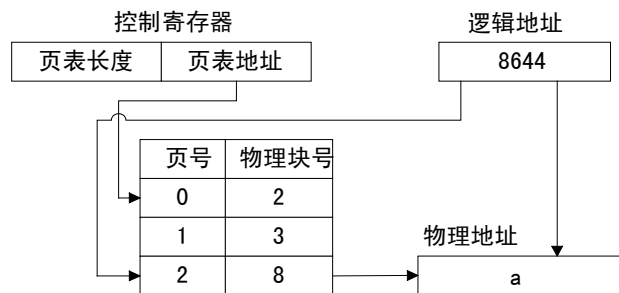 控制寄存器 逻辑地址
页表长度 页表地址 8644
页号 物理块号
0 2
1 3
物理地址
2 8 a